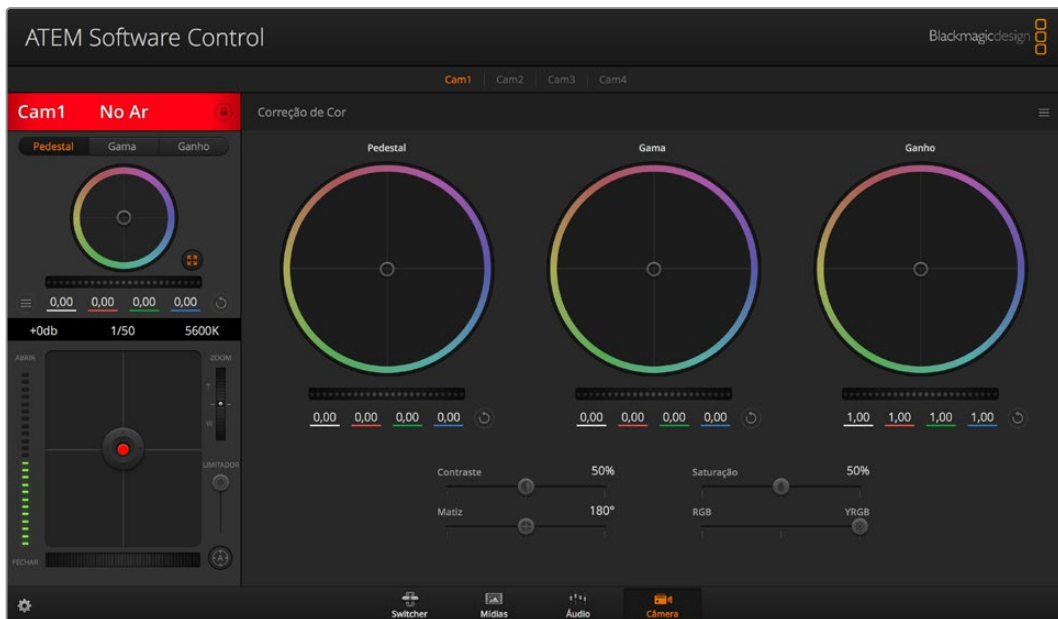 ATEM Software Control
Blackmagicdesign
Cam1 Cam2 Cam3 Cam4
Cam1 No Ar
Correção de Cor
Pedestal Gama Ganho
Pedestal
Gama
Ganho
0,00 0,00 0,00 0,00
+0db 1/50 5600K
ABRIR
ZOOM
T
W
LIMITADOR
FECHAR
A
0,00 0,00 0,00 0,00
0,00 0,00 0,00 0,00
1,00 1,00 1,00 1,00
Contraste 50%
Saturação 50%
Matiz 180°
RGB YRGB
Switcher
Mídias
Áudio
Câmera